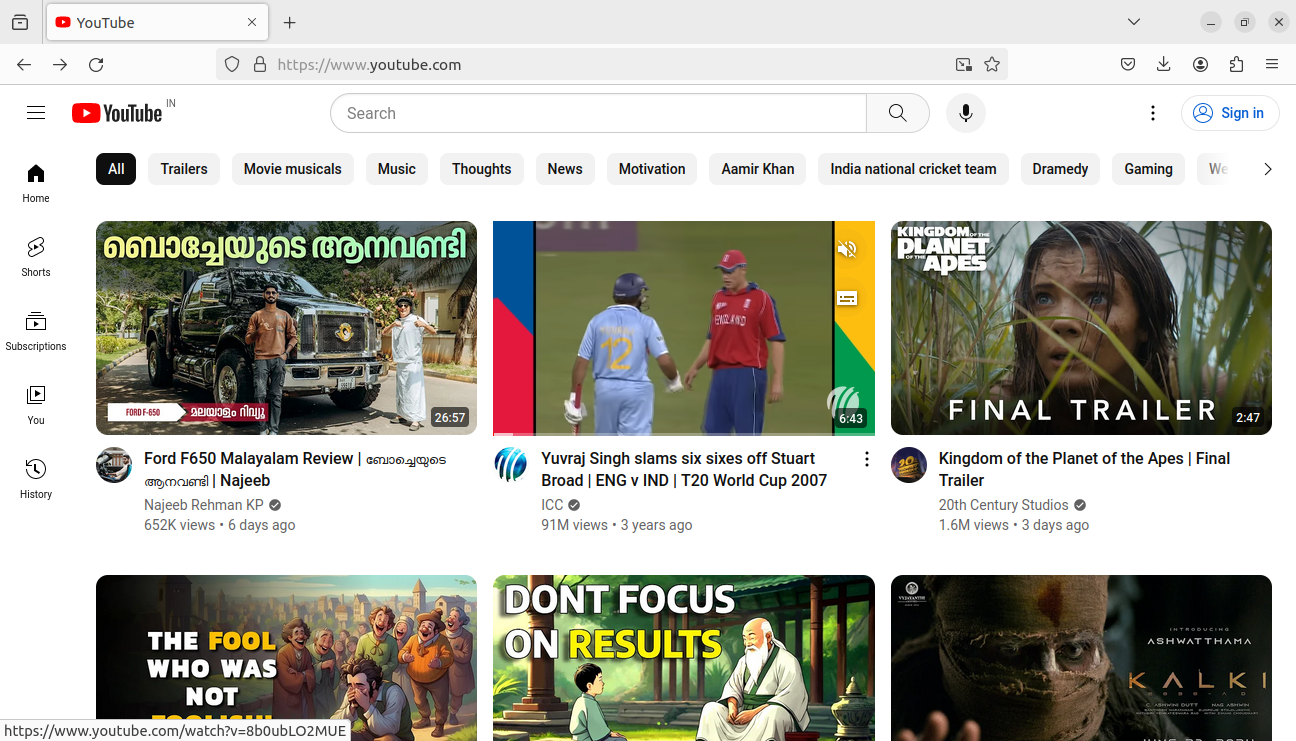 YouTube
https://www.youtube.com
YouTube IN
Search
Sign in
All
Trailers
Movie musicals
Music
Thoughts
News
Motivation
Aamir Khan
India national cricket team
Dramedy
Gaming
We
Home
Shorts
Subscriptions
You
History
ബൊച്ചേയുടെ ആനവണ്ടി
FORD F-650
മലയാളം റിവ്യൂ
26:57
Ford F650 Malayalam Review | ബോച്ചെയുടെ
ആനവണ്ടി | Najeeb
Najeeb Rehman KP
652K views • 6 days ago
12
ENGLAND
6:43
Yuvraj Singh slams six sixes off Stuart
Broad | ENG v IND | T20 World Cup 2007
ICC
91M views • 3 years ago
KINGDOM OF THE
PLANET
OF THE APES
FINAL TRAILER
2:47
Kingdom of the Planet of the Apes | Final
Trailer
20th Century Studios
1.6M views • 3 days ago
THE FOOL
WHO WAS
NOT
DONT FOCUS
ON RESULTS
INTRODUCING
ASHWATTHAMA
KALKI
https://www.youtube.com/watch?v=8b0ubLO2MUE